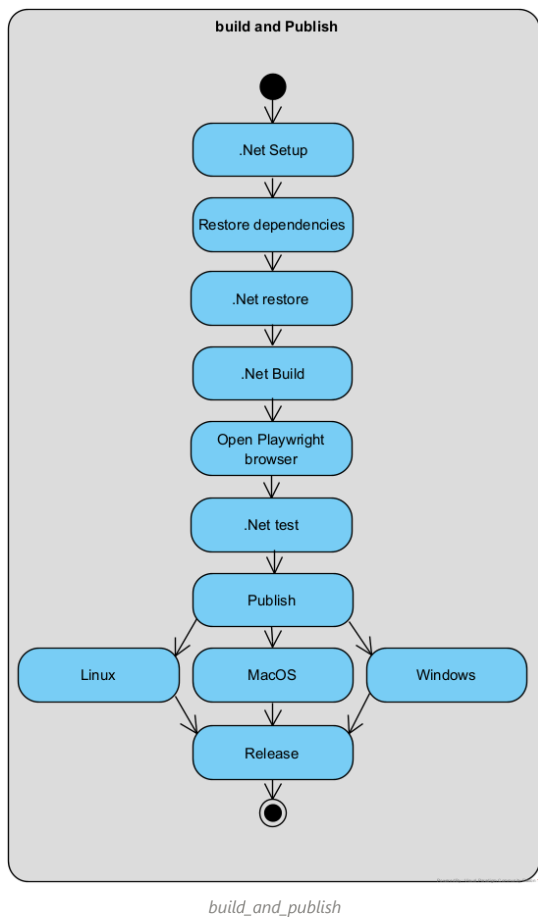 build and Publish
.Net Setup
Restore dependencies
.Net restore
.Net Build
Open Playwright
browser
.Net test
Publish
Linux
MacOS
Windows
Release
build_and_publish